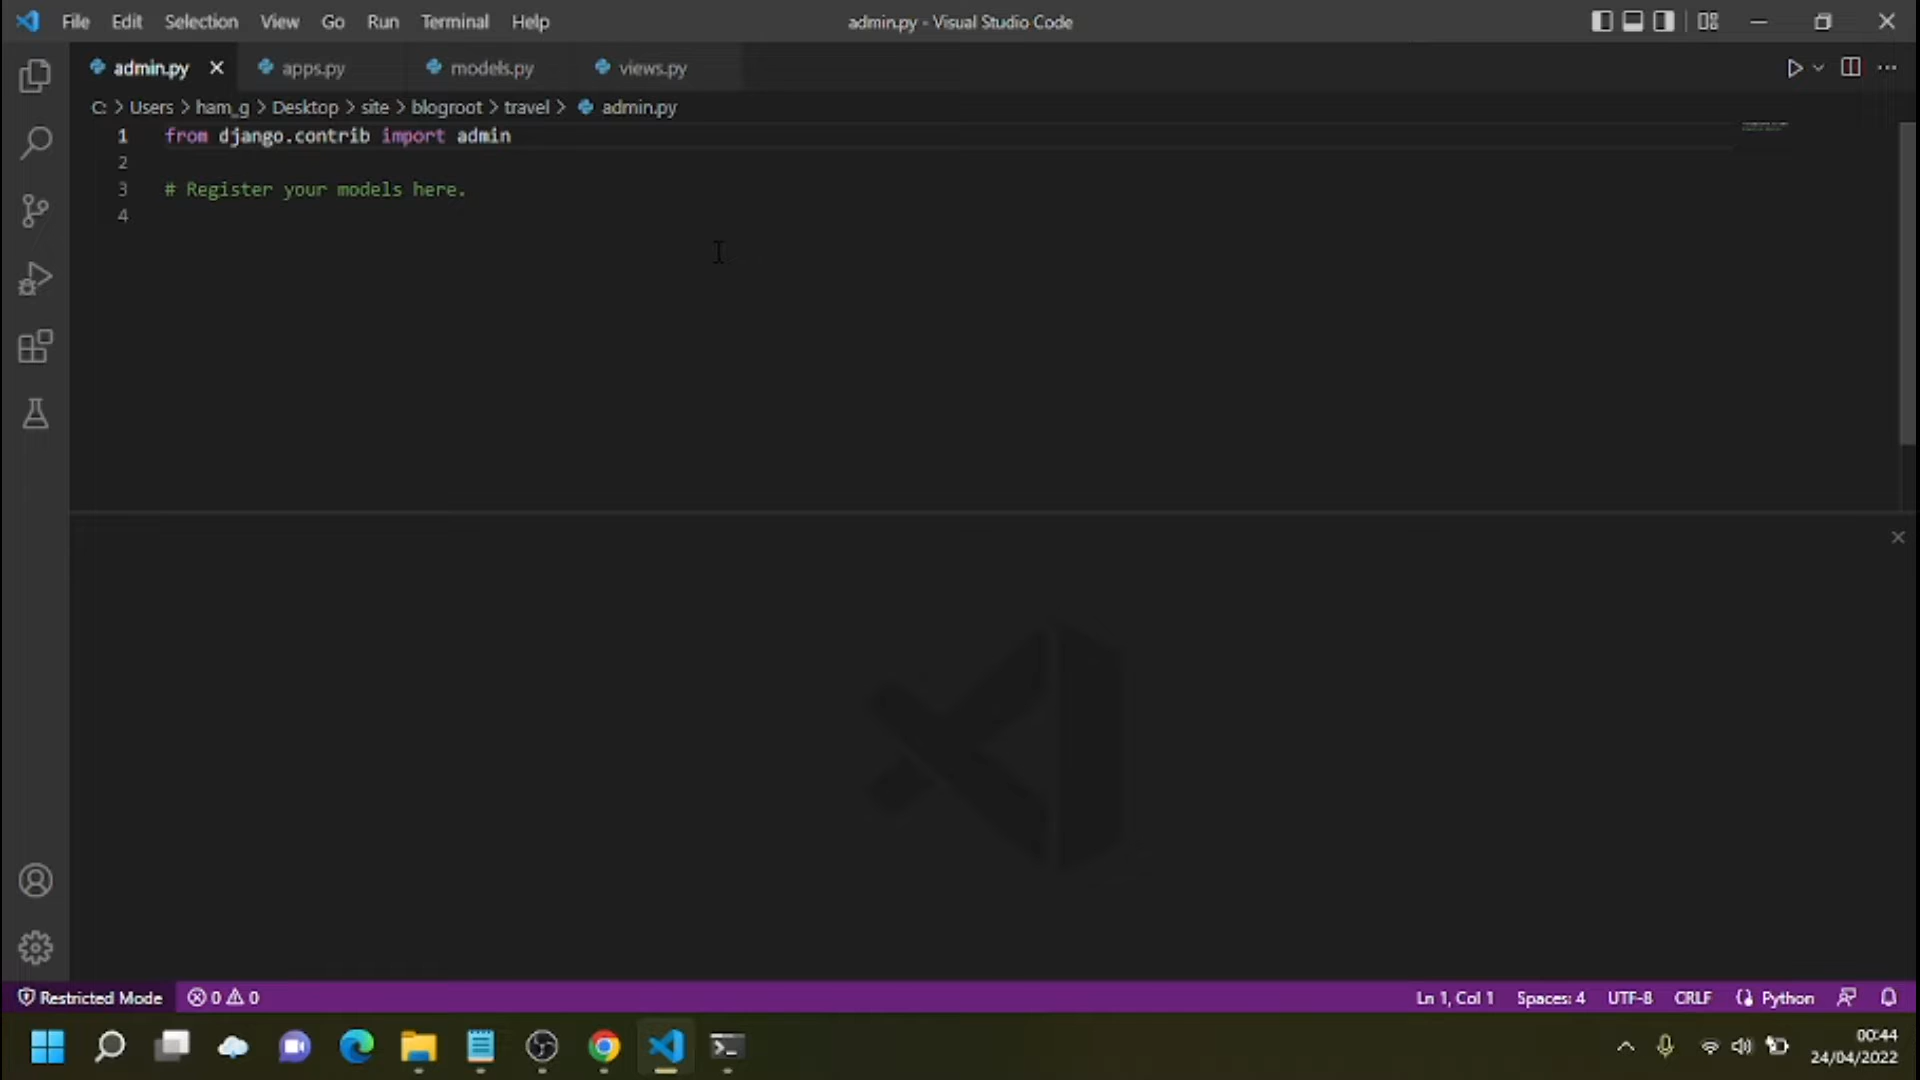 File Edit Selection View Go Run Terminal Help
admin.py - Visual Studio Code
admin.py apps.py models.py views.py
C: > Users > ham_g > Desktop > site > blogroot > travel > admin.py
1 from django.contrib import admin
2
3 # Register your models here.
4
Restricted Mode 0 0 Ln 1, Col 1 Spaces: 4 UTF-8 CRLF Python
00:44
24/04/2022